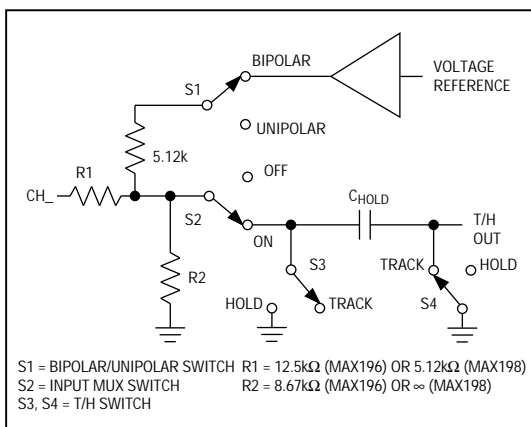 BIPOLAR
VOLTAGE
REFERENCE
S1
UNIPOLAR
5.12k
OFF
R1
CH_
S2
CHOLD
T/H
OUT
ON
S3
TRACK
HOLD
R2
HOLD
TRACK
S4
S1 = BIPOLAR/UNIPOLAR SWITCH R1 = 12.5kΩ (MAX196) OR 5.12kΩ (MAX198)
S2 = INPUT MUX SWITCH R2 = 8.67kΩ (MAX196) OR ∞ (MAX198)
S3, S4 = T/H SWITCH